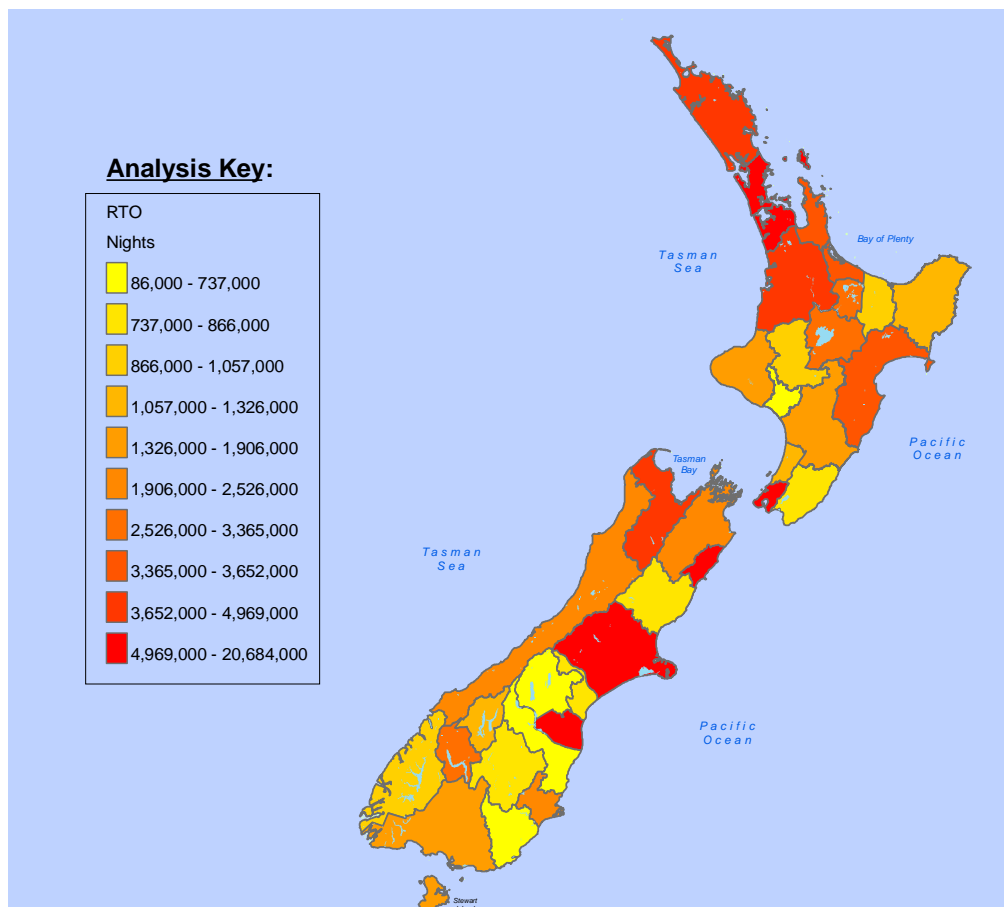 Analysis Key:
RTO
Nights
86,000 - 737,000
737,000 - 866,000
866,000 - 1,057,000
1,057,000 - 1,326,000
1,326,000 - 1,906,000
1,906,000 - 2,526,000
2,526,000 - 3,365,000
3,365,000 - 3,652,000
3,652,000 - 4,969,000
4,969,000 - 20,684,000
Bay of Plenty
Tasman
Sea
Pacific
Ocean
Tasman
Bay
Tasman
Sea
Pacific
Ocean
Stewart